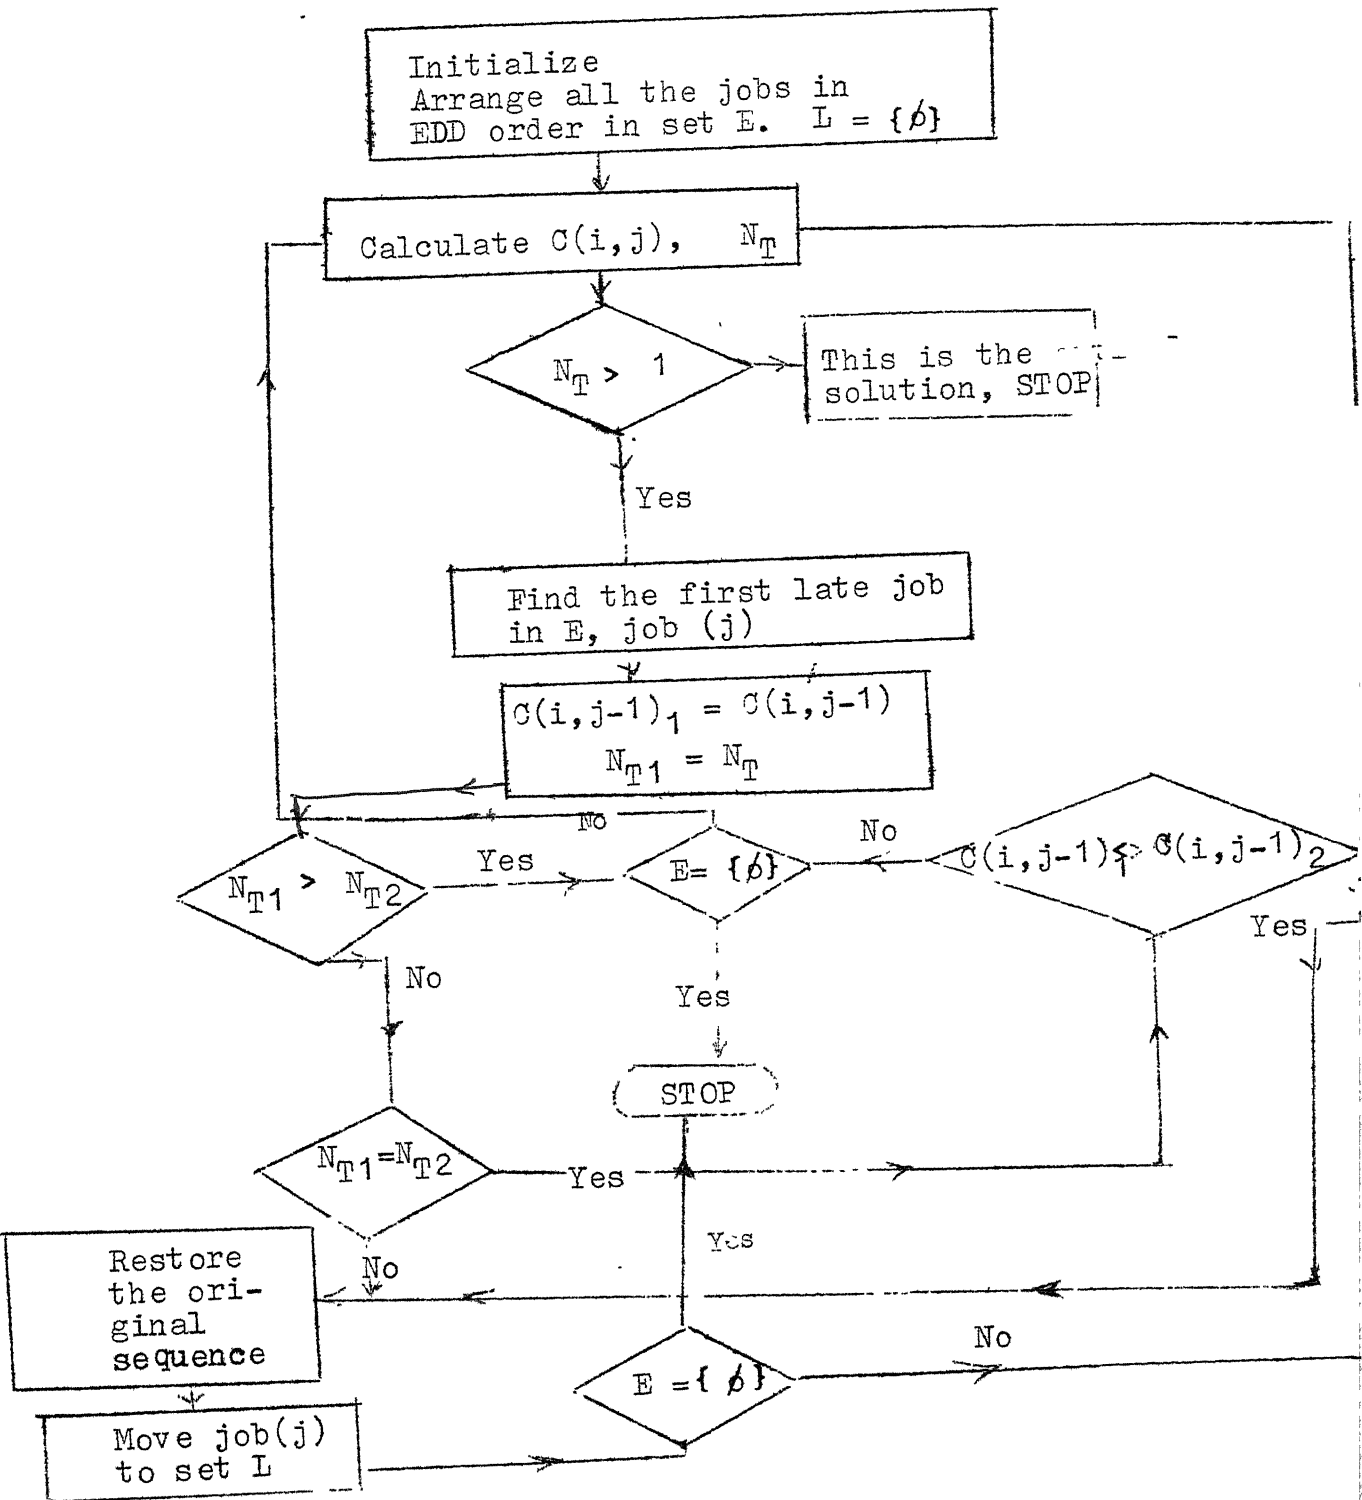 Initialize
Arrange all the jobs in
EDD order in set E. L = {ϕ}
Calculate C(i,j), N_T
N_T > 1
This is the
solution, STOP
Yes
Find the first late job
in E, job (j)
C(i,j-1)_1 = C(i,j-1)
N_T1 = N_T
No
N_T1 > N_T2
Yes
E= {ϕ}
No
C(i,j-1)_1 > C(i,j-1)_2
Yes
No
Yes
STOP
N_T1=N_T2
Yes
No
Yes
Restore
the ori-
ginal
sequence
No
E ={ ϕ}
Move job(j)
to set L